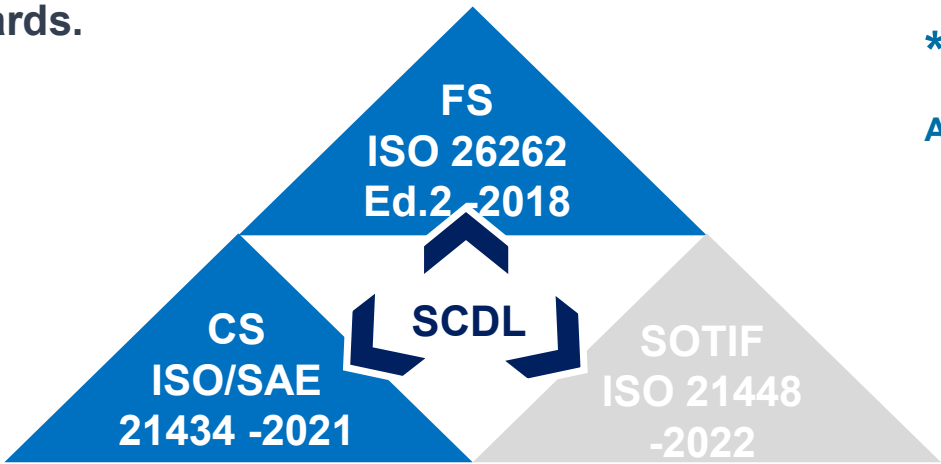 ards.
*
A
FS
ISO 26262
Ed.2 -2018
SCDL
CS
ISO/SAE
21434 -2021
SOTIF
ISO 21448
-2022